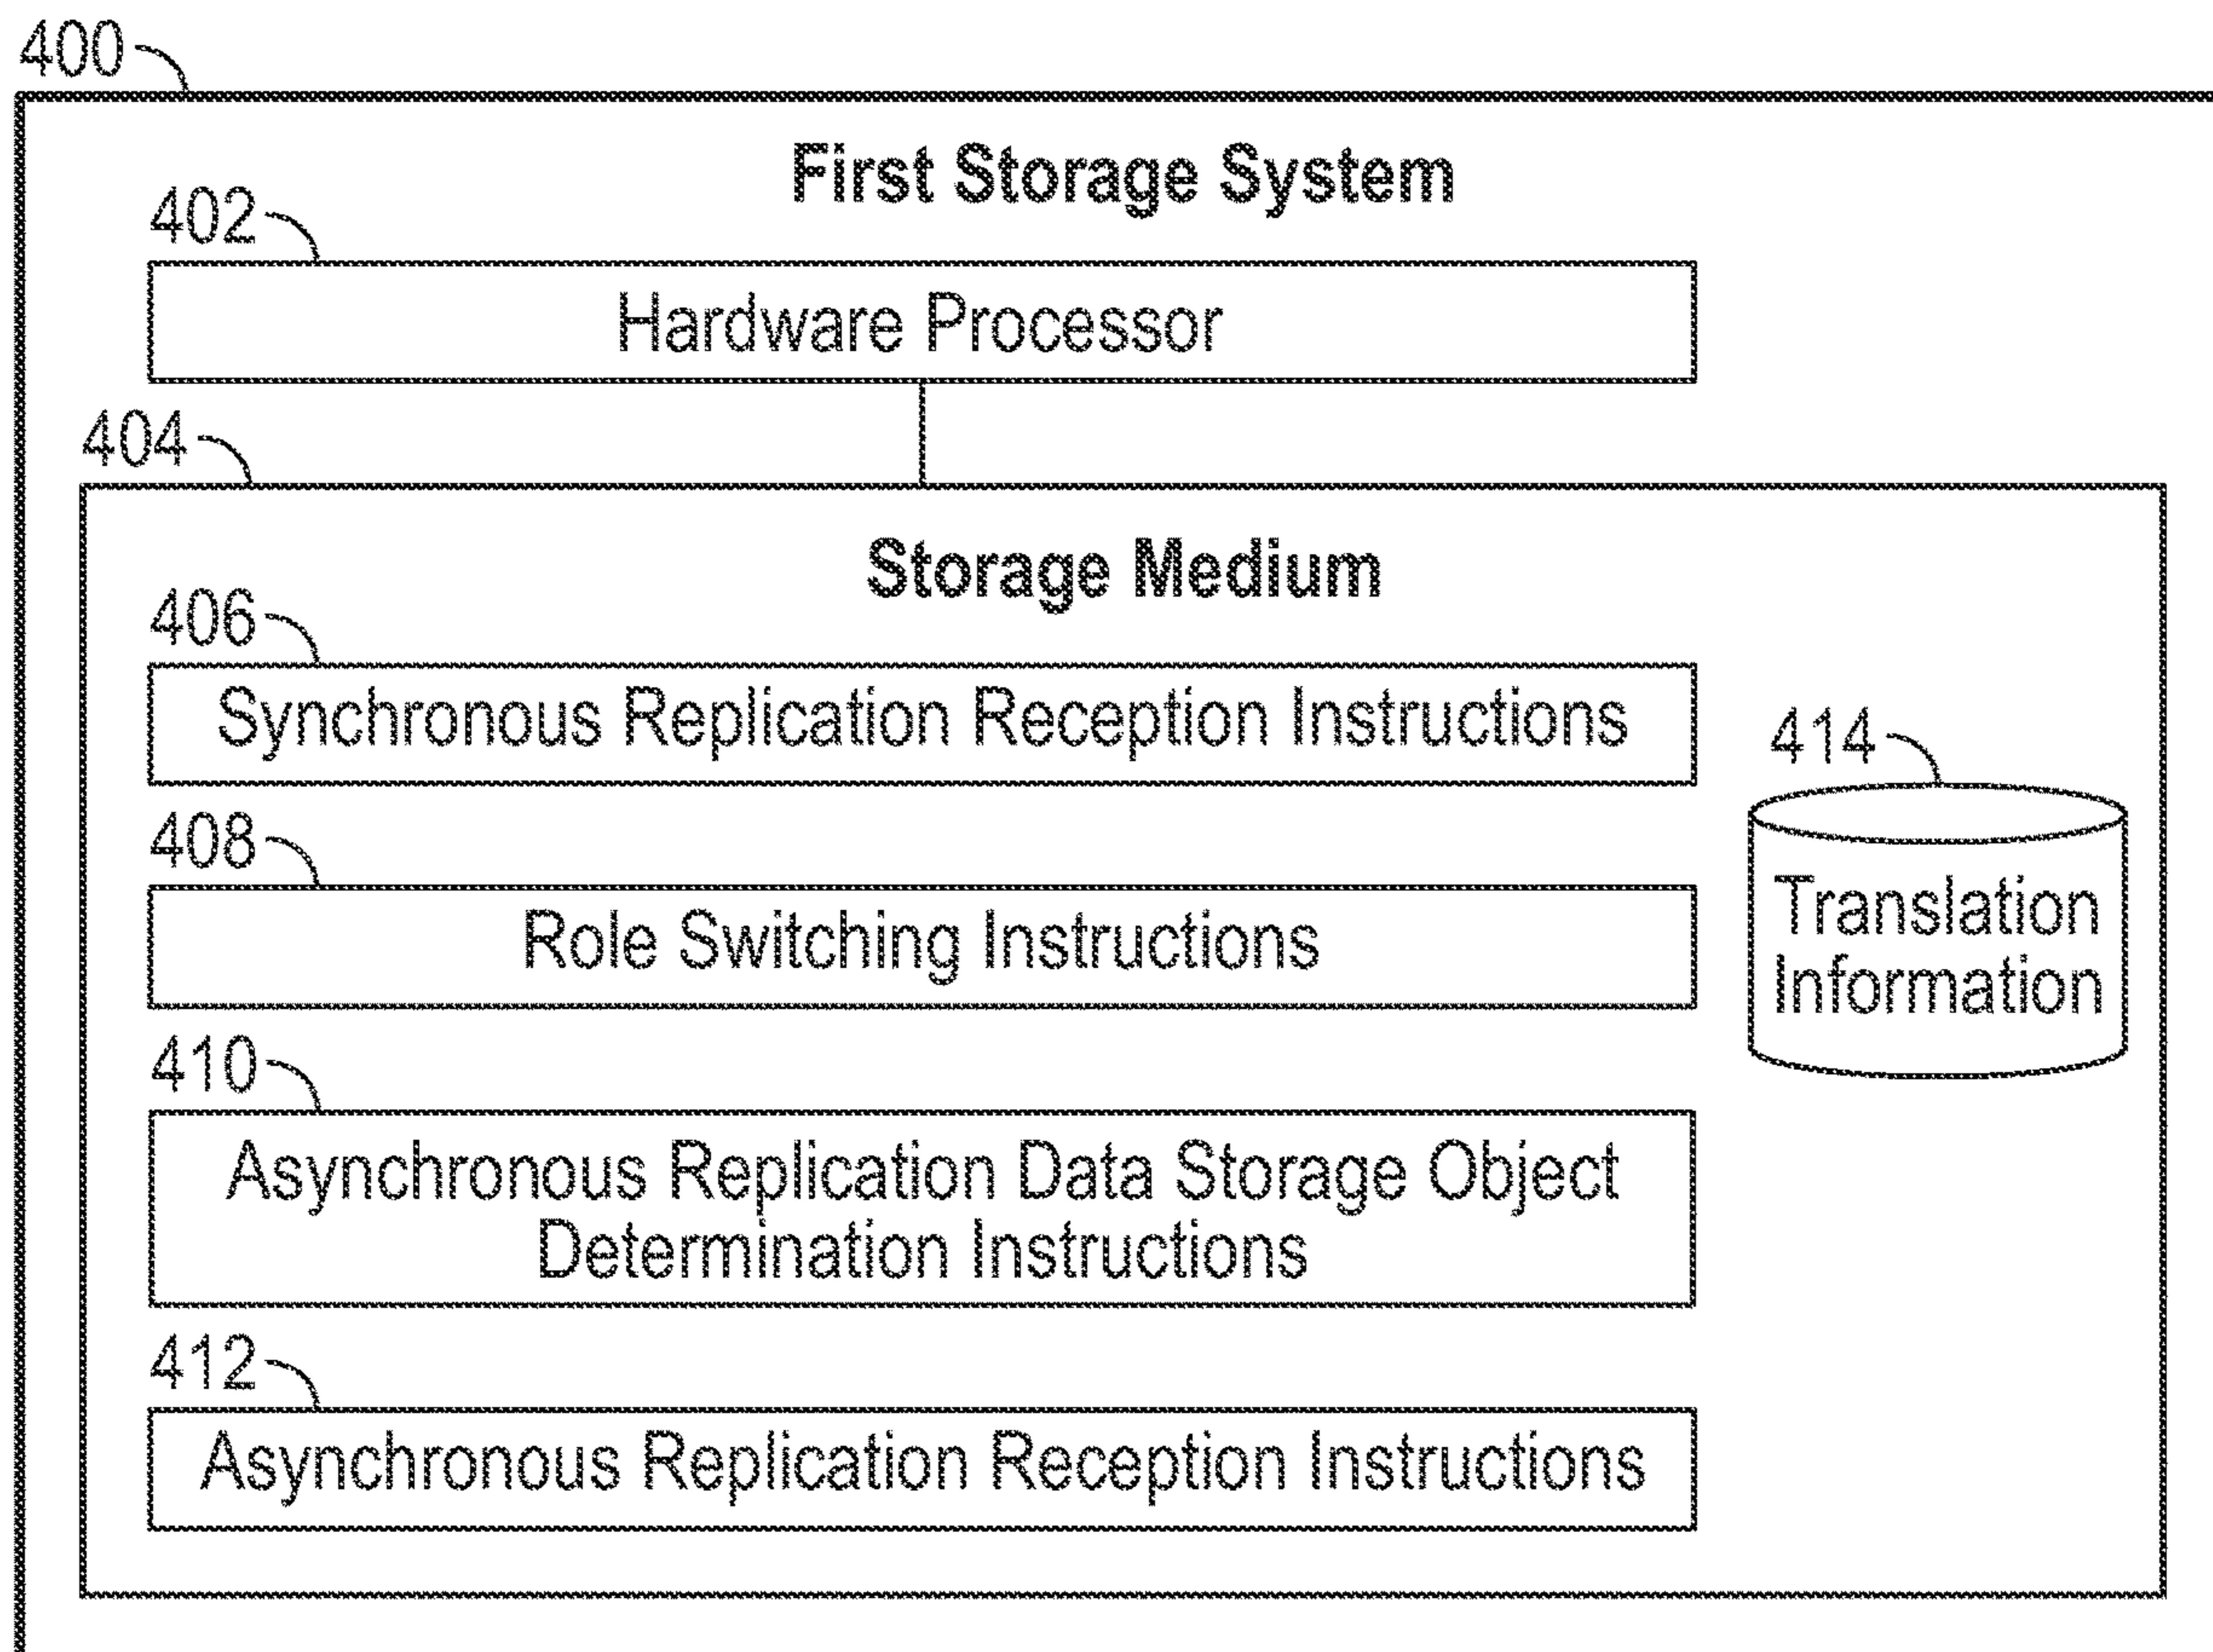 400
First Storage System
402
Hardware Processor
404
Storage Medium
406
Synchronous Replication Reception Instructions
414
Translation
Information
408
Role Switching Instructions
410
Asynchronous Replication Data Storage Object
Determination Instructions
412
Asynchronous Replication Reception Instructions